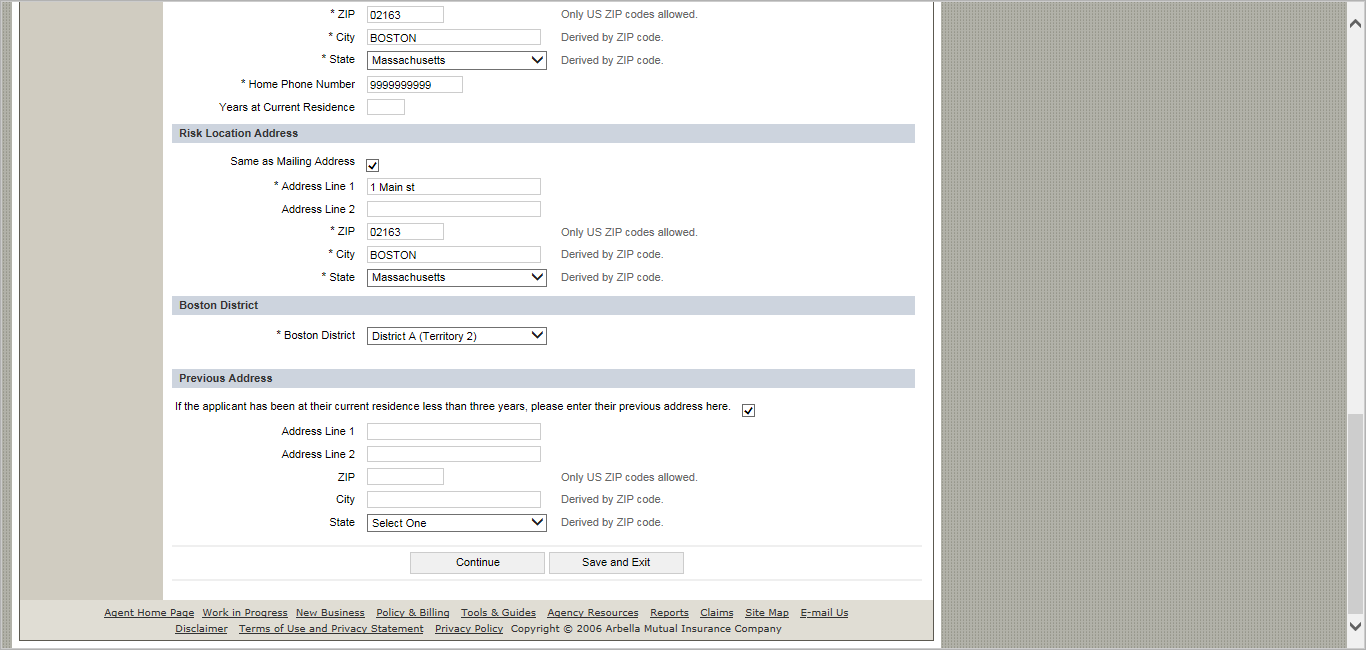 * ZIP 02163 Only US ZIP codes allowed.
* City BOSTON Derived by ZIP code.
* State Massachusetts Derived by ZIP code.
* Home Phone Number 9999999999
Years at Current Residence
Risk Location Address
Same as Mailing Address
* Address Line 1 1 Main st
Address Line 2
* ZIP 02163 Only US ZIP codes allowed.
* City BOSTON Derived by ZIP code.
* State Massachusetts Derived by ZIP code.
Boston District
* Boston District District A (Territory 2)
Previous Address
If the applicant has been at their current residence less than three years, please enter their previous address here.
Address Line 1
Address Line 2
ZIP Only US ZIP codes allowed.
City Derived by ZIP code.
State Select One Derived by ZIP code.
Continue Save and Exit
Agent Home Page Work in Progress New Business Policy & Billing Tools & Guides Agency Resources Reports Claims Site Map E-mail Us
Disclaimer Terms of Use and Privacy Statement Privacy Policy Copyright © 2006 Arbella Mutual Insurance Company